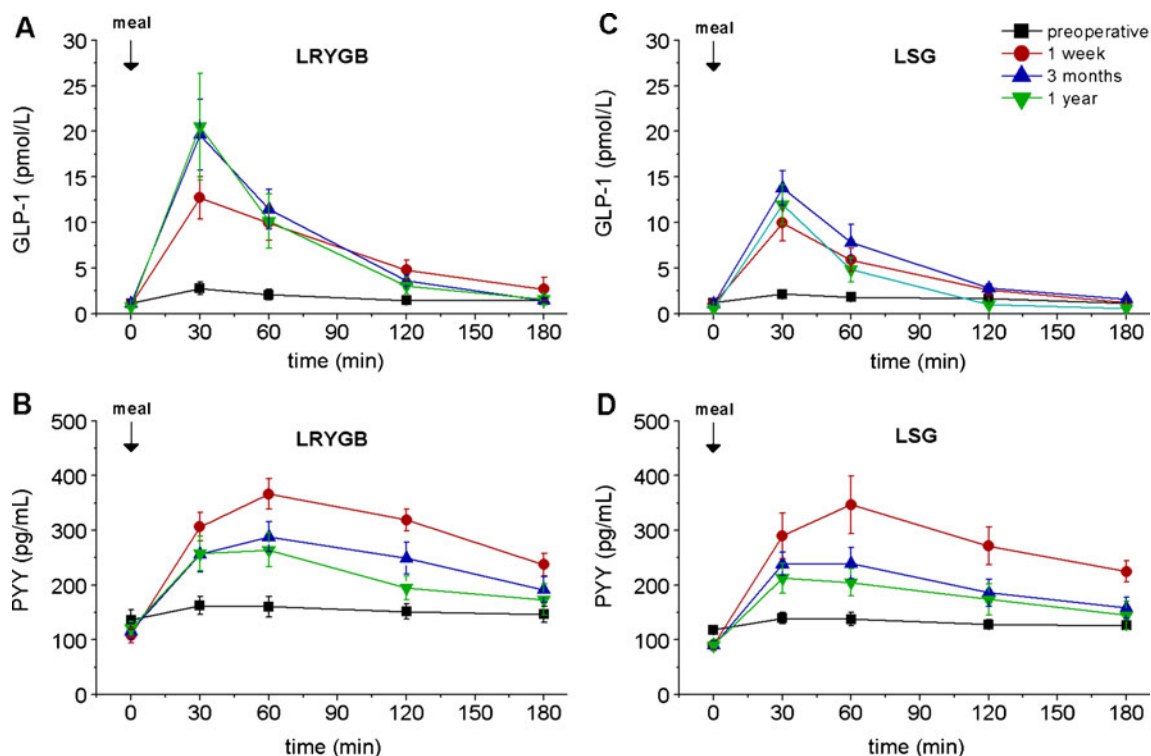 A
meal
LRYGB
30
25
20
15
10
5
0
GLP-1 (pmol/L)
0 30 60 90 120 150 180
time (min)
C
meal
LSG
preoperative
1 week
3 months
1 year
30
25
20
15
10
5
0
GLP-1 (pmol/L)
0 30 60 90 120 150 180
time (min)
B
meal
LRYGB
500
400
300
200
100
0
PYY (pg/mL)
0 30 60 90 120 150 180
time (min)
D
meal
LSG
500
400
300
200
100
0
PYY (pg/mL)
0 30 60 90 120 150 180
time (min)